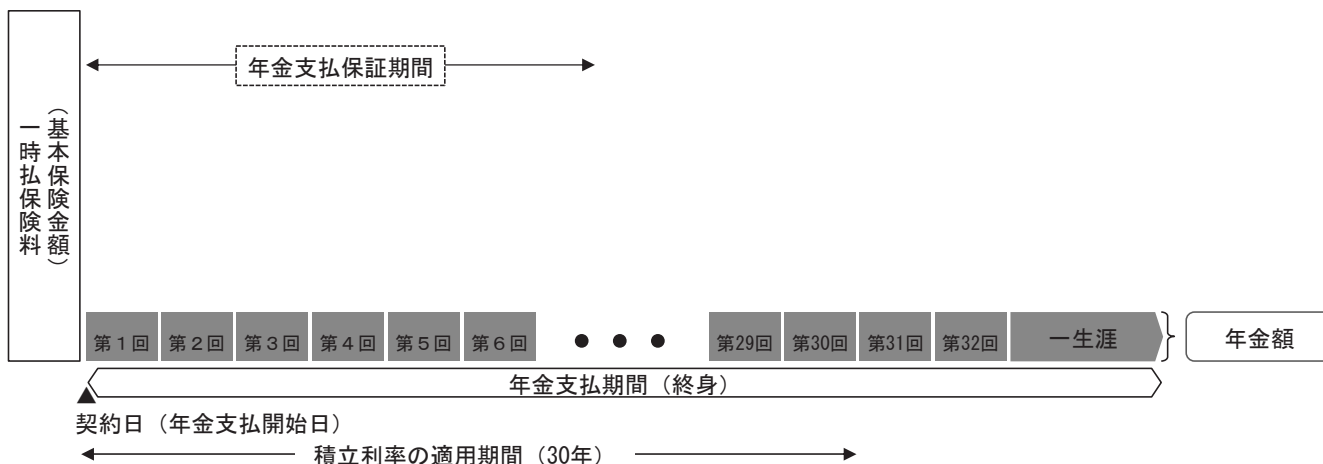 一時払保険料
（基本保険金額）
年金支払保証期間
第１回 第２回 第３回 第４回 第５回 第６回 ● ● ● 第29回 第30回 第31回 第32回 一生涯 年金額
年金支払期間（終身）
契約日（年金支払開始日）
積立利率の適用期間（30年）